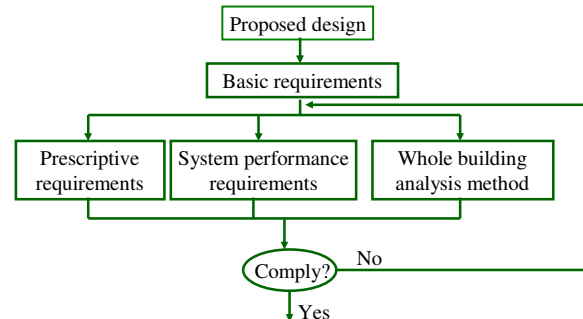 Proposed design
Basic requirements
Prescriptive
requirements
System performance
requirements
Whole building
analysis method
Comply?
No
Yes